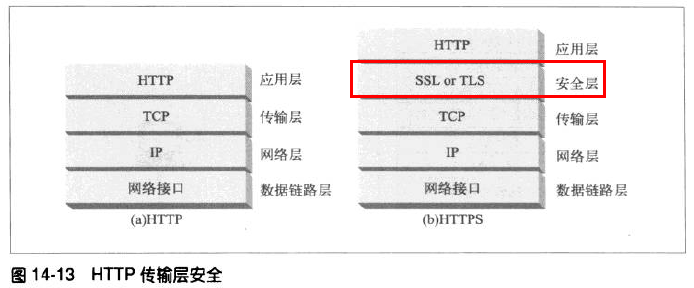 HTTP 应用层
TCP 传输层
IP 网络层
网络接口 数据链路层
(a)HTTP
HTTP 应用层
SSL or TLS 安全层
TCP 传输层
IP 网络层
网络接口 数据链路层
(b)HTTPS
图 14-13 HTTP 传输层安全